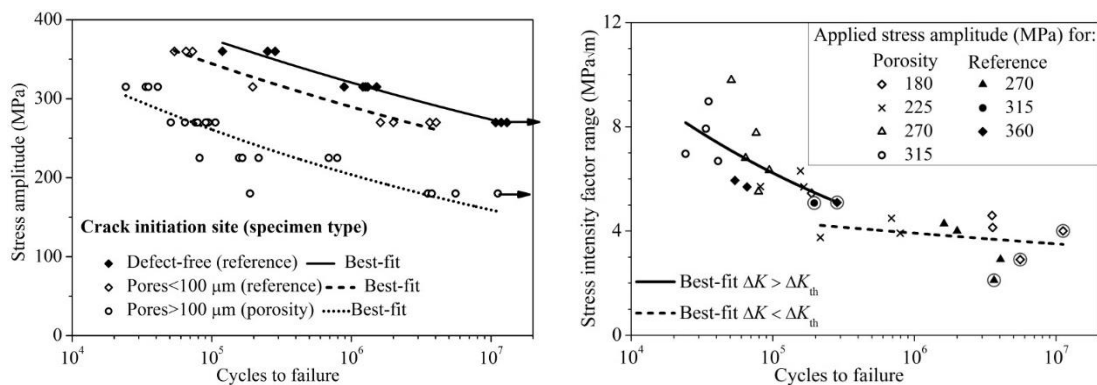 400
300
200
100
0
Stress amplitude (MPa)
Crack initiation site (specimen type)
Defect-free (reference) Best-fit
Pores<100 μm (reference) Best-fit
Pores>100 μm (porosity) Best-fit
10^4 10^5 10^6 10^7
Cycles to failure
12
8
4
0
Stress intensity factor range (MPa√m)
Applied stress amplitude (MPa) for:
Porosity Reference
180 270
225 315
270 360
315
Best-fit ΔK > ΔK_th
Best-fit ΔK < ΔK_th
10^4 10^5 10^6 10^7
Cycles to failure